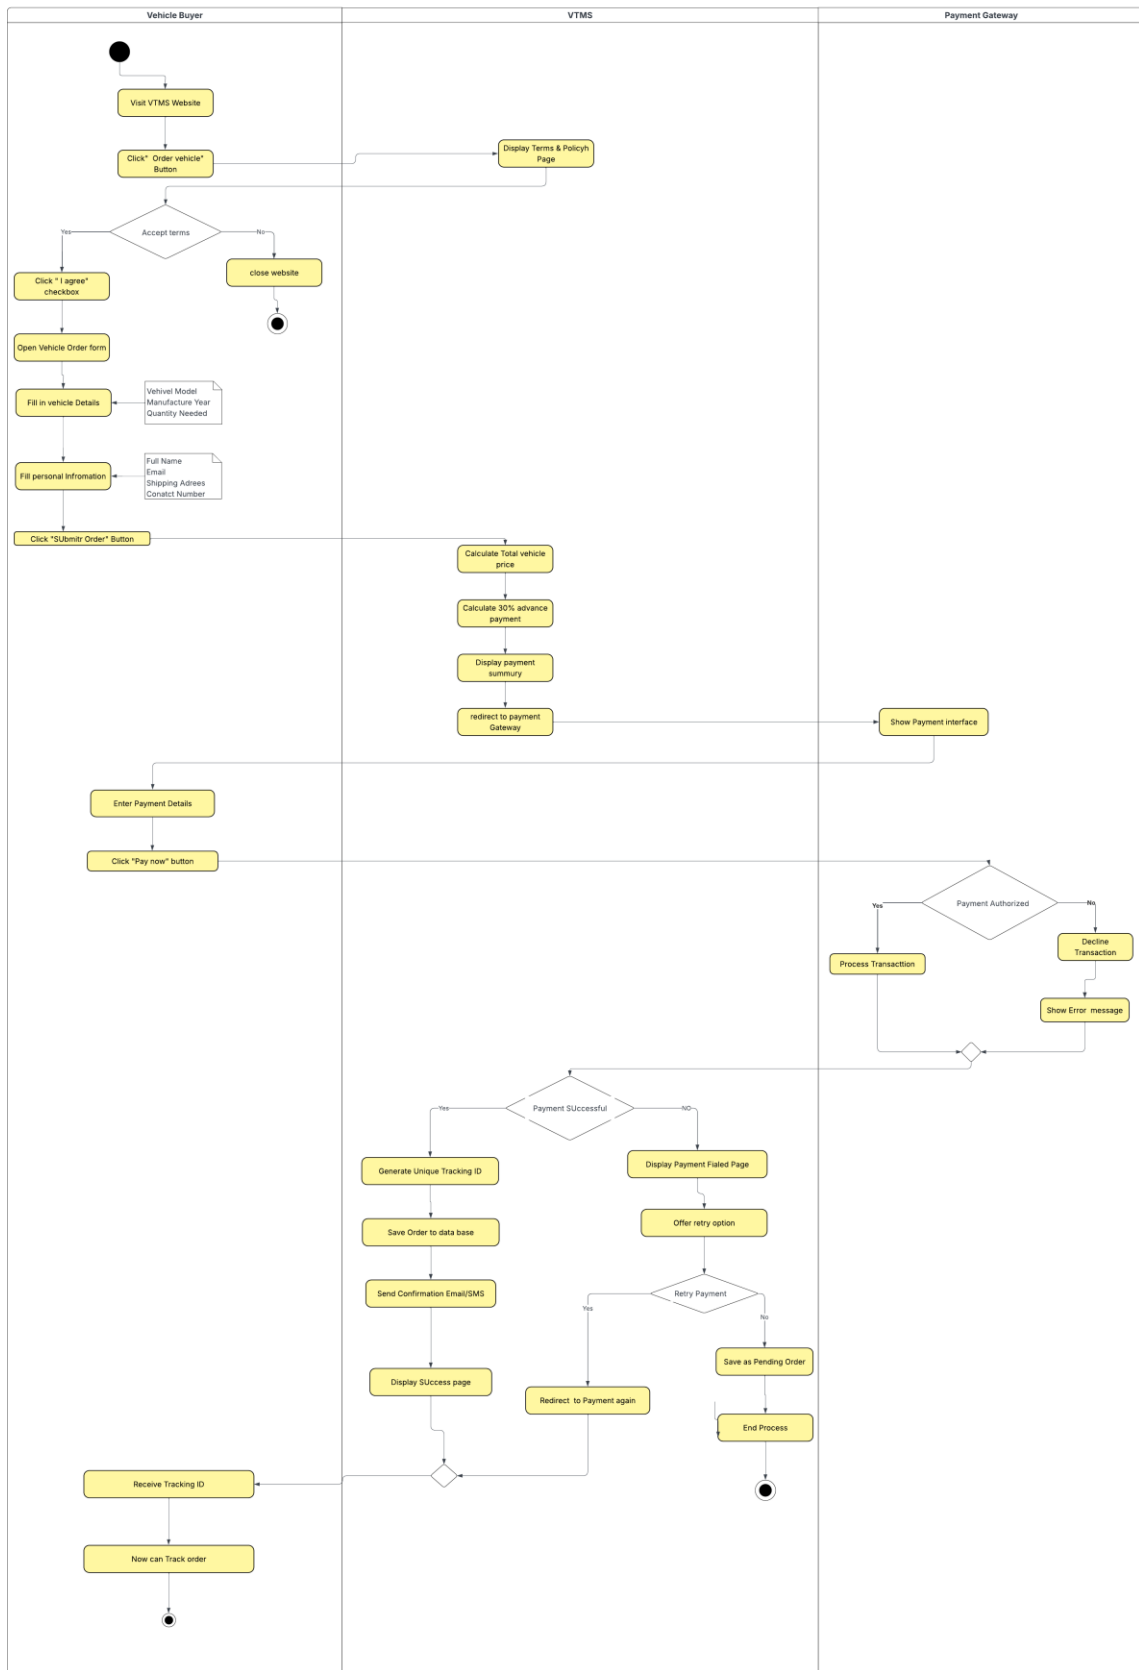 Vehicle Buyer
VTMS
Payment Gateway
Visit VTMS Website
Click"  Order vehicle"
Button
Display Terms & Policyh
Page
Accept terms
Yes
No
Click " I agree"
checkbox
close website
Open Vehicle Order form
Fill in vehicle Details
Vehivel Model
Manufacture Year
Quantity Needed
Fill personal Infromation
Full Name
Email
Shipping Adrees
Conatct Number
Click "SUbmitr Order" Button
Calculate Total vehicle
price
Calculate 30% advance
payment
Display payment
summury
redirect to payment
Gateway
Show Payment interface
Enter Payment Details
Click "Pay now" button
Payment Authorized
Yes
No
Decline
Transaction
Process Transacttion
Show Error  message
Payment SUccessful
Yes
NO
Generate Unique Tracking ID
Display Payment Fialed Page
Save Order to data base
Offer retry option
Send Confirmation Email/SMS
Retry Payment
Yes
No
Save as Pending Order
Display SUccess page
Redirect  to Payment again
End Process
Receive Tracking ID
Now can Track order